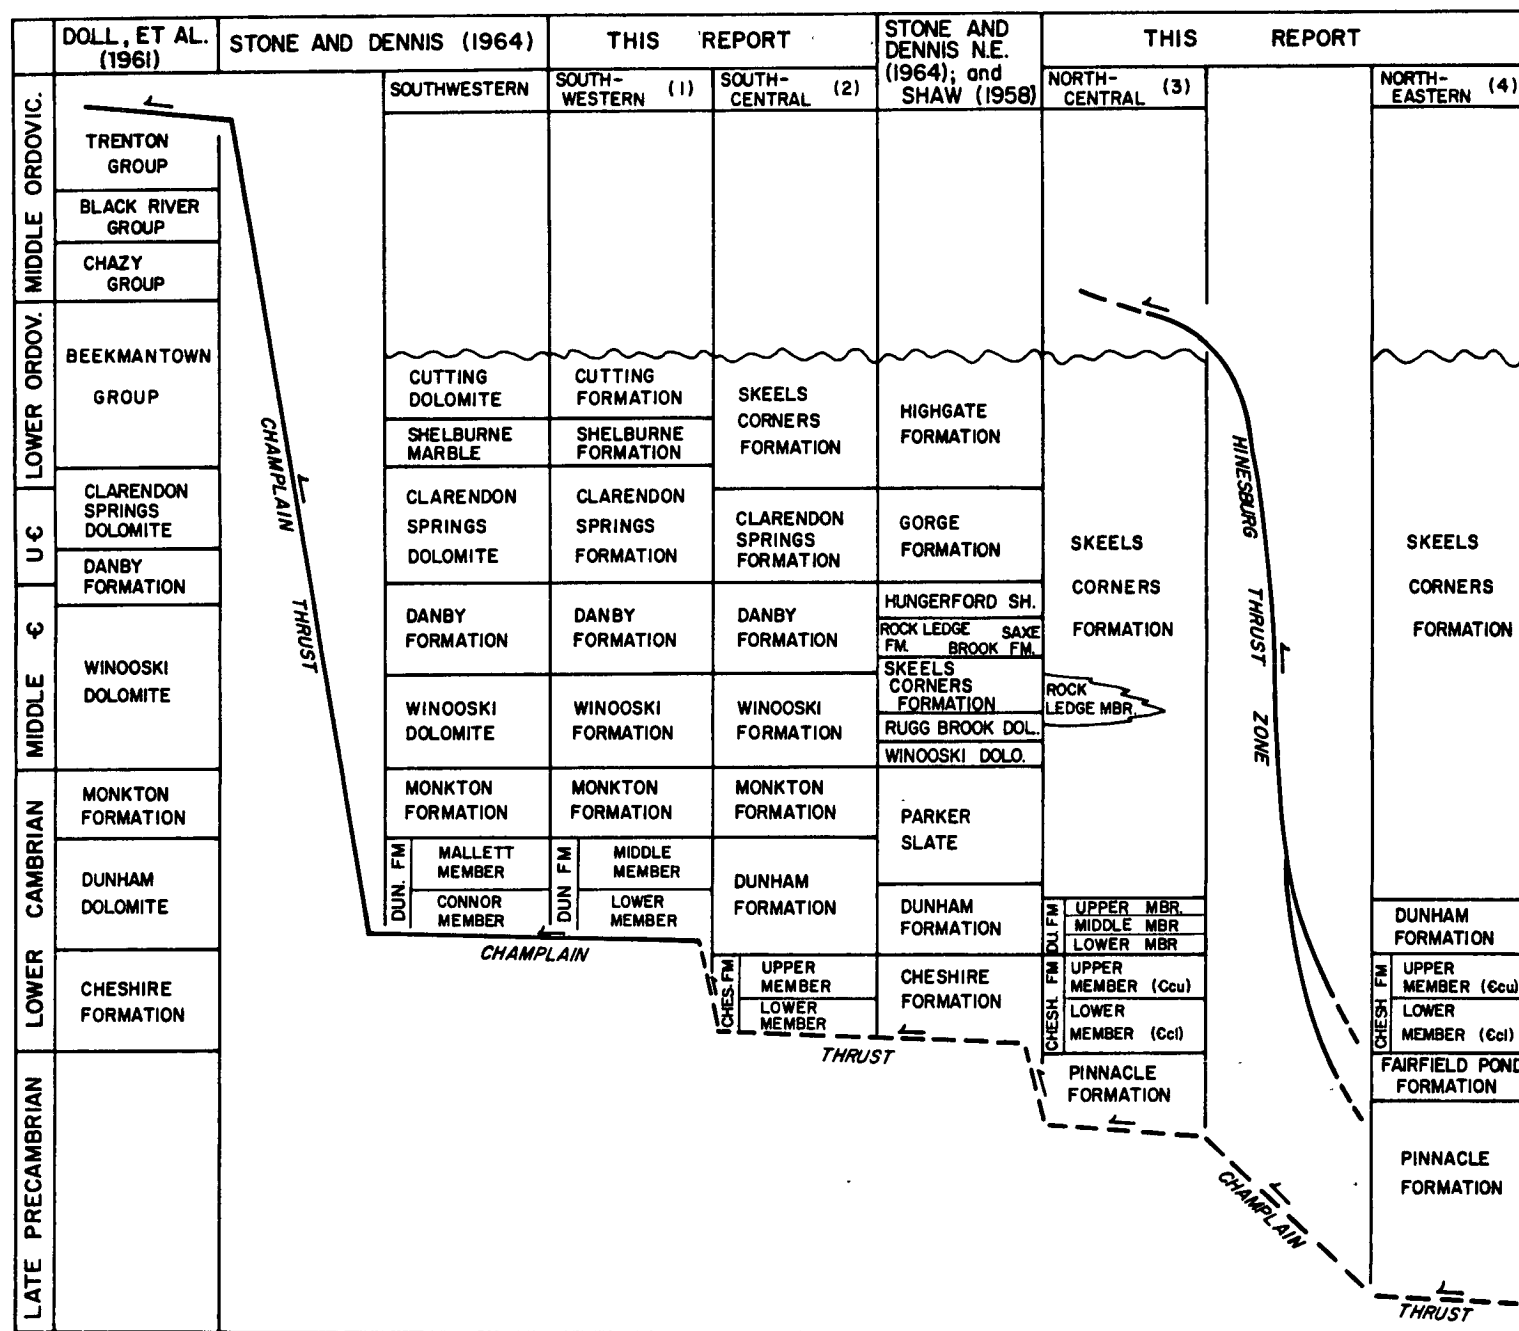 DOLL, ET AL.
(1961)
STONE AND DENNIS (1964)
THIS REPORT
STONE AND
DENNIS N.E.
(1964); and
SHAW (1958)
THIS REPORT
SOUTHWESTERN
SOUTH-
WESTERN (1)
SOUTH-
CENTRAL (2)
NORTH-
CENTRAL (3)
NORTH-
EASTERN (4)
MIDDLE ORDOVIC.
LOWER ORDOV.
U Є
MIDDLE Є
LOWER CAMBRIAN
LATE PRECAMBRIAN
TRENTON
GROUP
BLACK RIVER
GROUP
CHAZY
GROUP
BEEKMANTOWN
GROUP
CLARENDON
SPRINGS
DOLOMITE
DANBY
FORMATION
WINOOSKI
DOLOMITE
MONKTON
FORMATION
DUNHAM
DOLOMITE
CHESHIRE
FORMATION
CHAMPLAIN
THRUST
CUTTING
DOLOMITE
SHELBURNE
MARBLE
CLARENDON
SPRINGS
DOLOMITE
DANBY
FORMATION
WINOOSKI
DOLOMITE
MONKTON
FORMATION
DUN. FM
MALLETT
MEMBER
CONNOR
MEMBER
CUTTING
FORMATION
SHELBURNE
FORMATION
CLARENDON
SPRINGS
FORMATION
DANBY
FORMATION
WINOOSKI
FORMATION
MONKTON
FORMATION
DUN FM
MIDDLE
MEMBER
LOWER
MEMBER
CHAMPLAIN
SKEELS
CORNERS
FORMATION
CLARENDON
SPRINGS
FORMATION
DANBY
FORMATION
WINOOSKI
FORMATION
MONKTON
FORMATION
DUNHAM
FORMATION
CHES. FM
UPPER
MEMBER
LOWER
MEMBER
THRUST
HIGHGATE
FORMATION
GORGE
FORMATION
HUNGERFORD SH.
ROCK LEDGE SAXE
FM. BROOK FM.
SKEELS
CORNERS
FORMATION
RUGG BROOK DOL.
WINOOSKI DOLO.
PARKER
SLATE
DUNHAM
FORMATION
CHESHIRE
FORMATION
SKEELS
CORNERS
FORMATION
ROCK
LEDGE MBR.
DU. FM
UPPER MBR.
MIDDLE MBR
LOWER MBR
CHESH. FM
UPPER
MEMBER (Єcu)
LOWER
MEMBER (Єcl)
PINNACLE
FORMATION
HINESBURG
THRUST
ZONE
CHAMPLAIN
SKEELS
CORNERS
FORMATION
DUNHAM
FORMATION
CHESH FM
UPPER
MEMBER (Єcu)
LOWER
MEMBER (Єcl)
FAIRFIELD POND
FORMATION
PINNACLE
FORMATION
THRUST